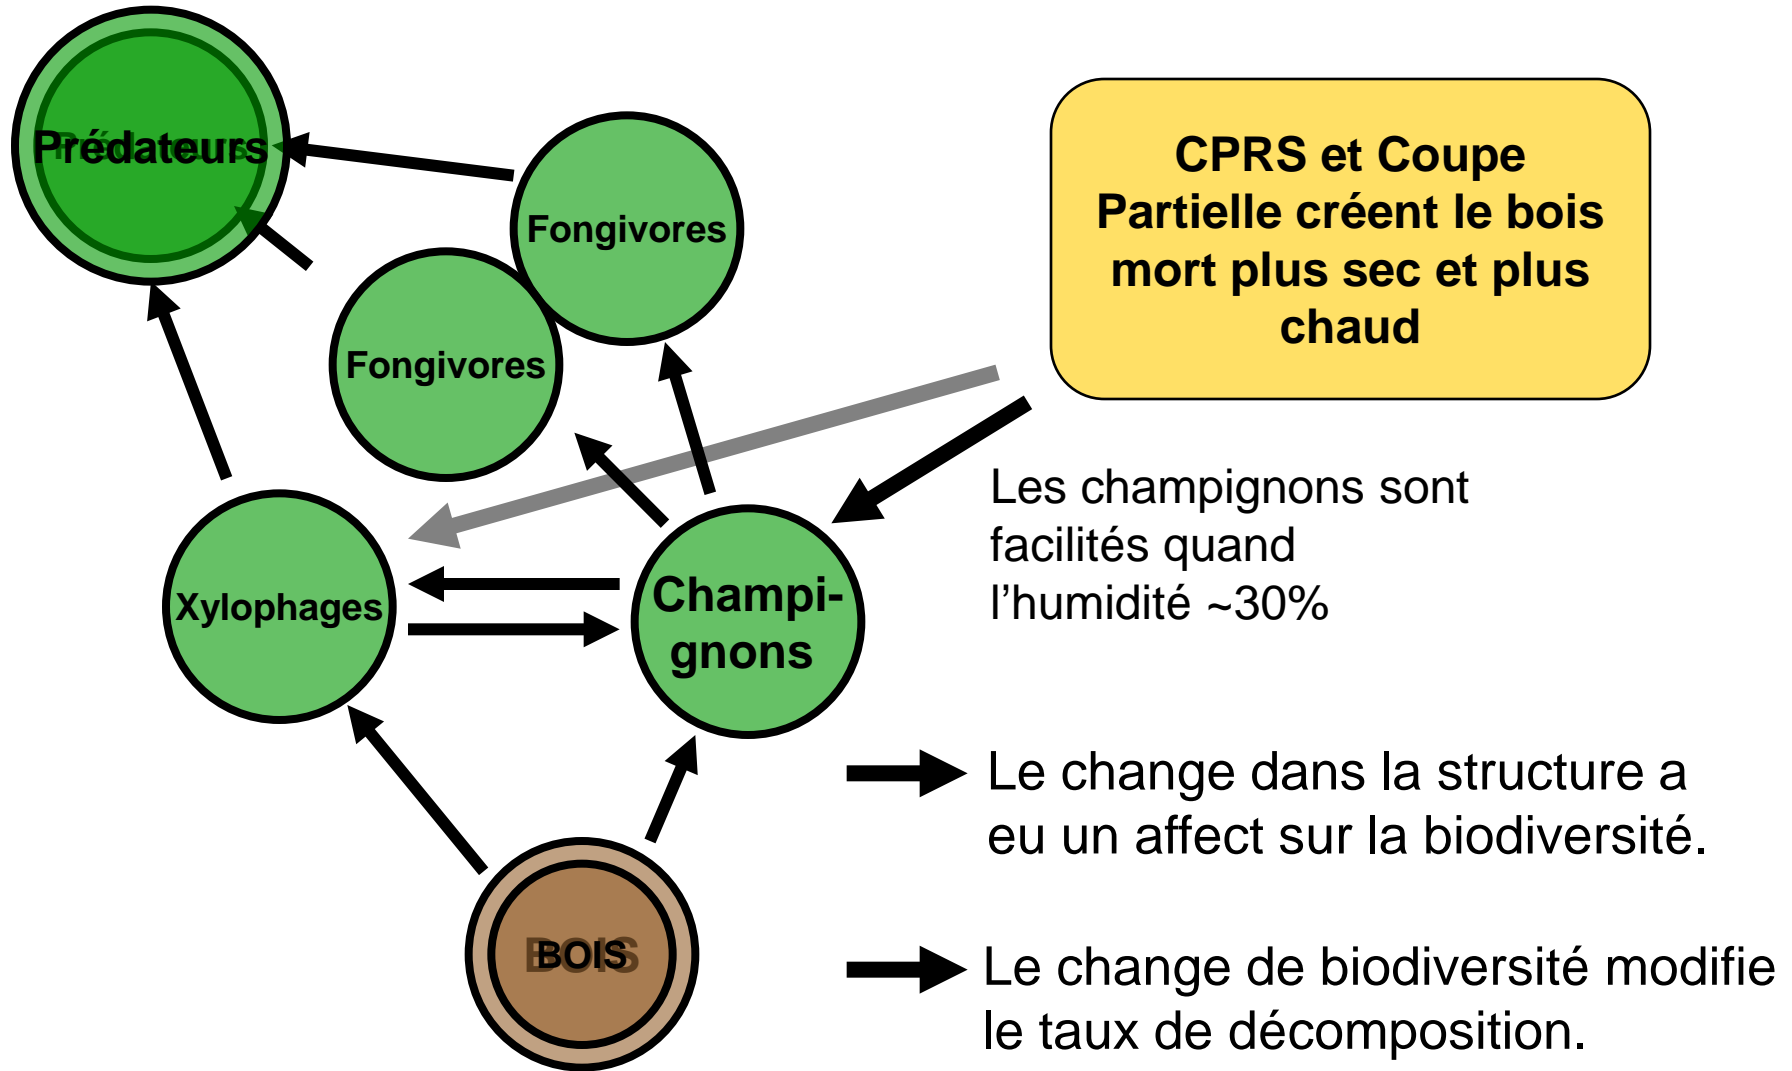 Prédateurs
Fongivores
Fongivores
CPRS et Coupe
Partielle créent le bois
mort plus sec et plus
chaud
Les champignons sont
facilités quand
l’humidité ~30%
Xylophages
Champi-
gnons
Le change dans la structure a
eu un affect sur la biodiversité.
BOIS
BOIS
Le change de biodiversité modifie
le taux de décomposition.